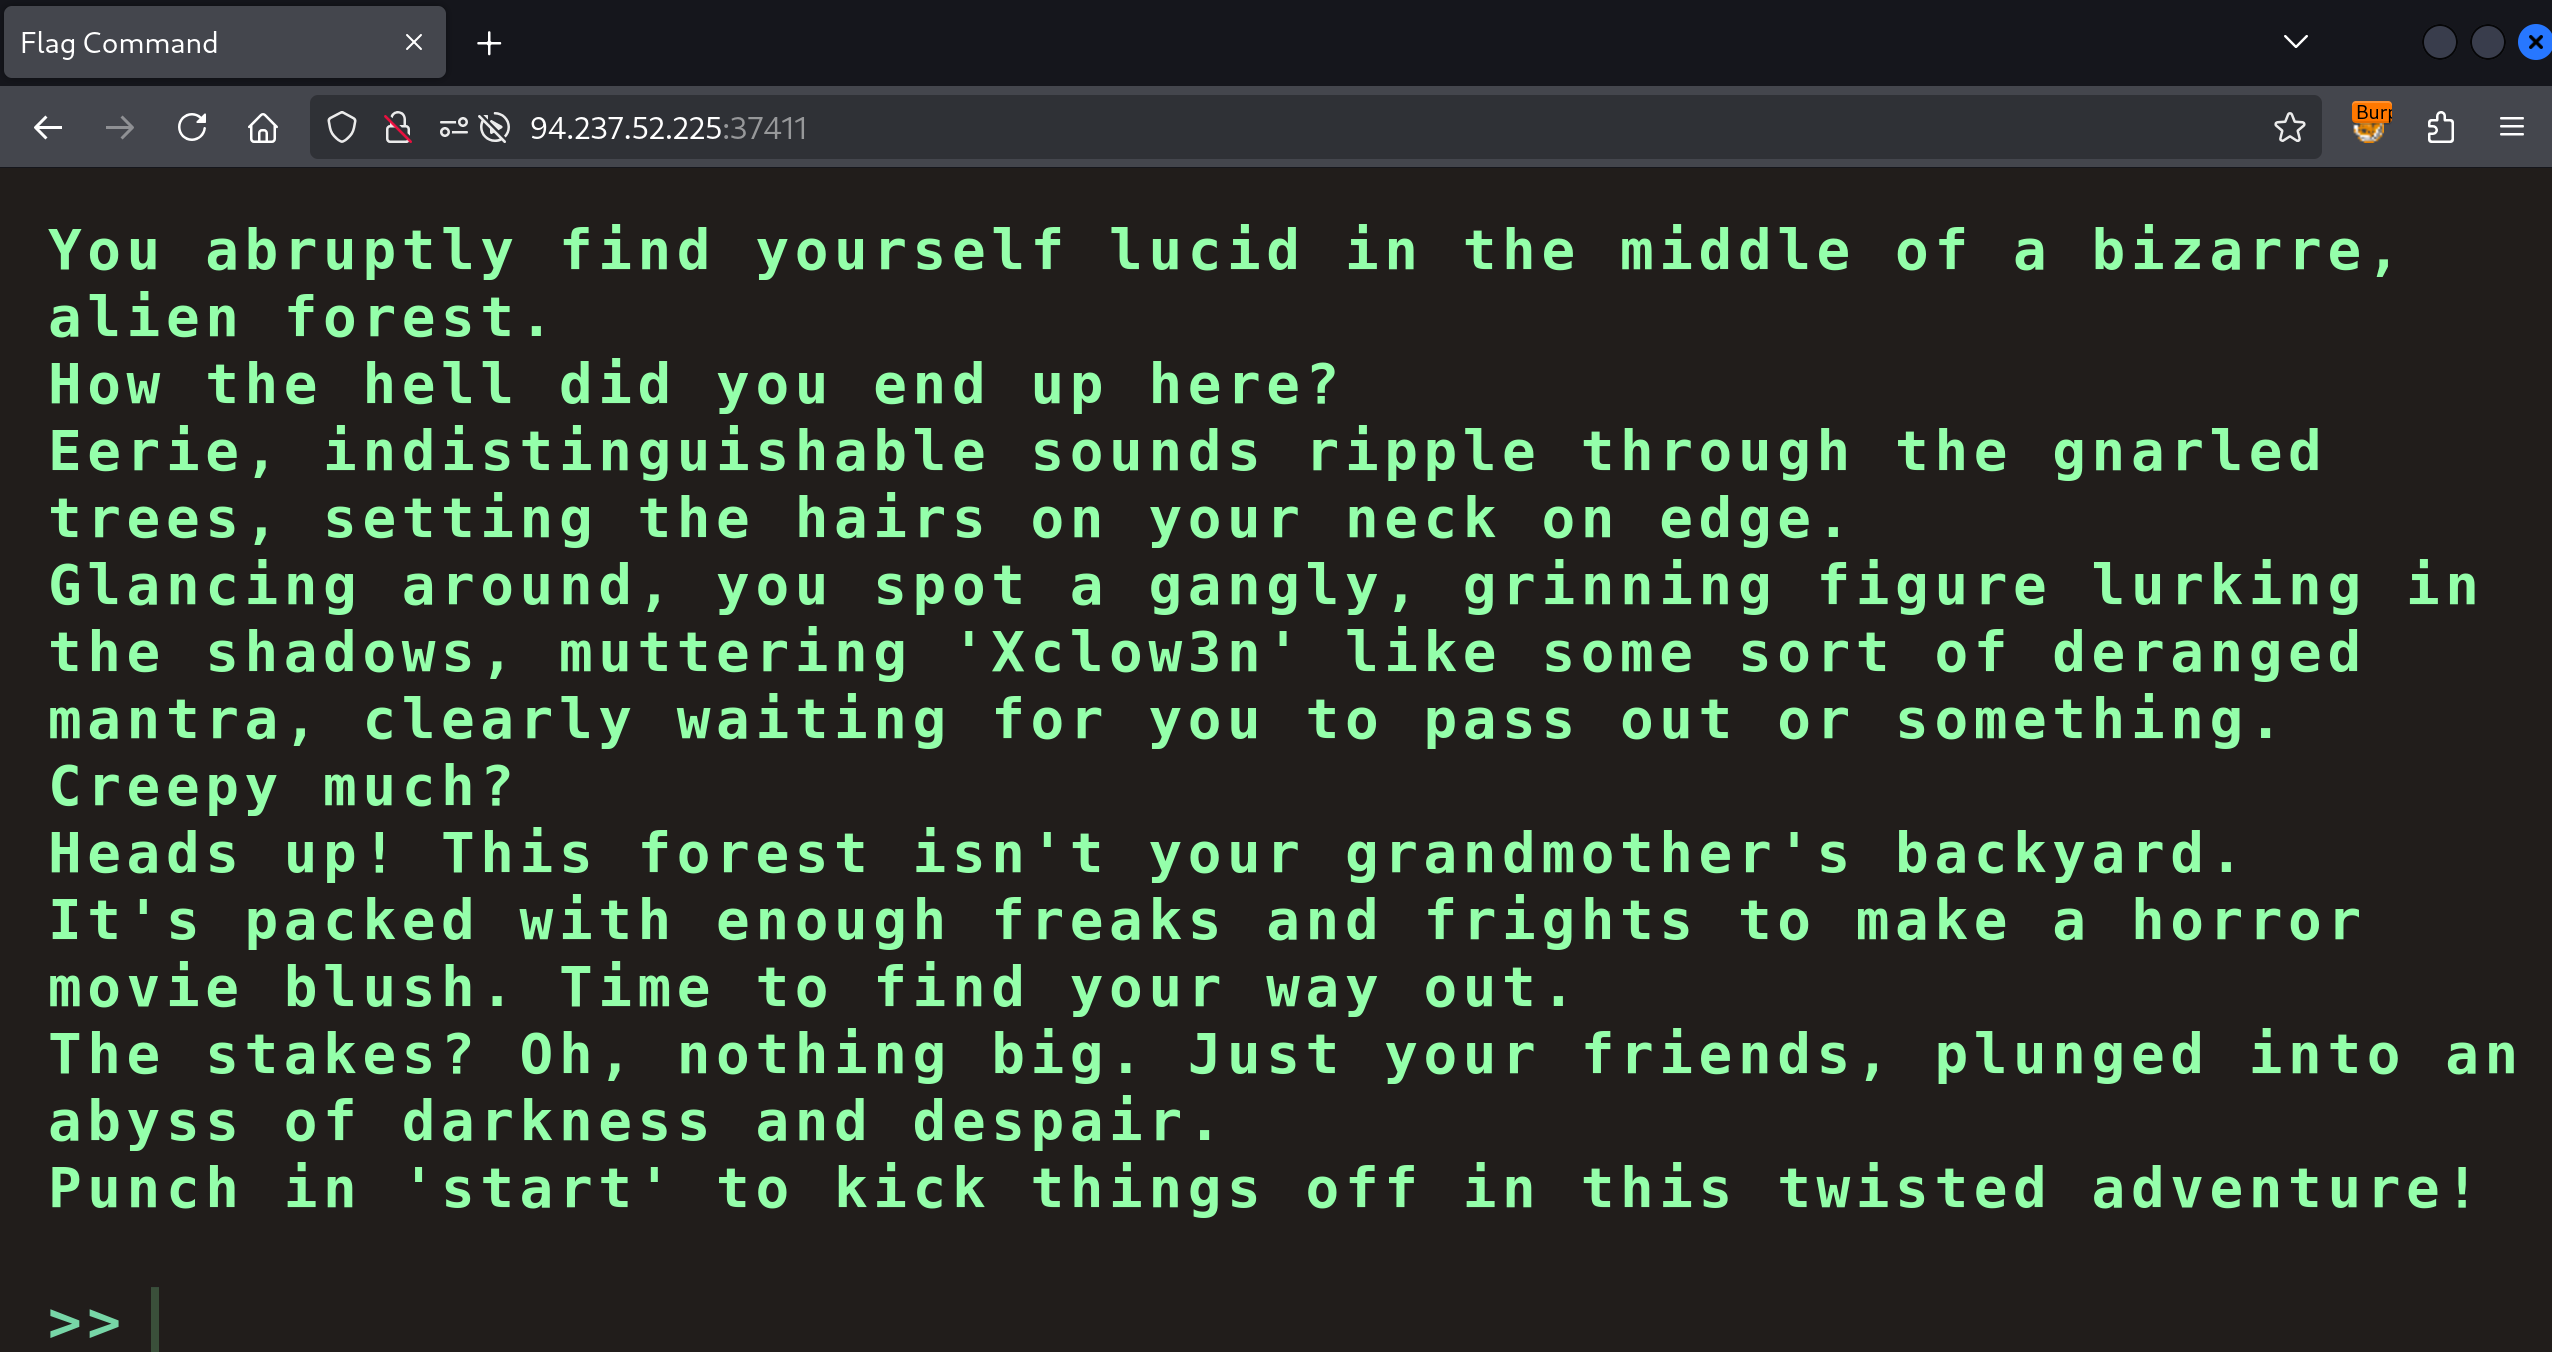 Flag Command
94.237.52.225:37411
Burp
You abruptly find yourself lucid in the middle of a bizarre,
alien forest.
How the hell did you end up here?
Eerie, indistinguishable sounds ripple through the gnarled
trees, setting the hairs on your neck on edge.
Glancing around, you spot a gangly, grinning figure lurking in
the shadows, muttering 'Xclow3n' like some sort of deranged
mantra, clearly waiting for you to pass out or something.
Creepy much?
Heads up! This forest isn't your grandmother's backyard.
It's packed with enough freaks and frights to make a horror
movie blush. Time to find your way out.
The stakes? Oh, nothing big. Just your friends, plunged into an
abyss of darkness and despair.
Punch in 'start' to kick things off in this twisted adventure!
>>